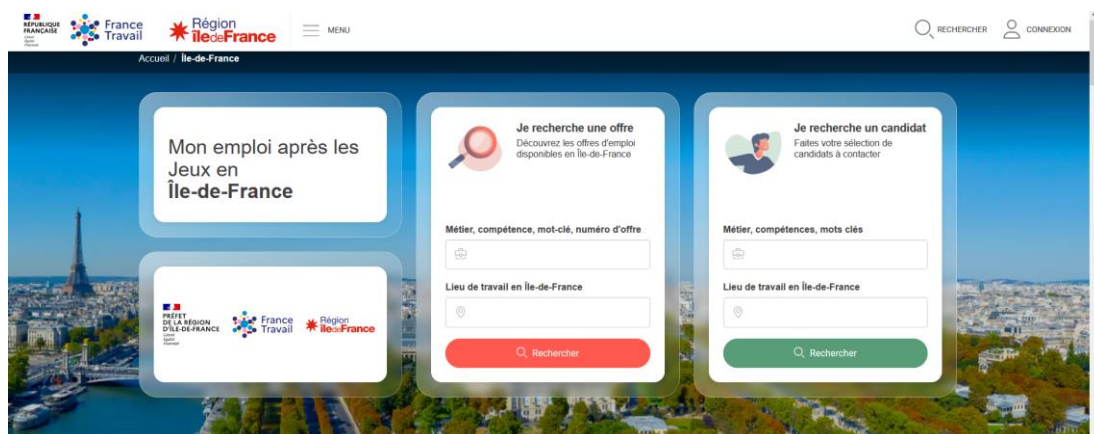 RÉPUBLIQUE
FRANÇAISE
France
Travail
Région
îledeFrance
MENU
RECHERCHER
CONNEXION
Accueil / Île-de-France
Mon emploi après les
Jeux en
Île-de-France
PRÉFET
DE LA RÉGION
D'ÎLE-DE-FRANCE
France
Travail
Région
îledeFrance
Je recherche une offre
Découvrez les offres d'emploi
disponibles en Île-de-France
Métier, compétence, mot-clé, numéro d'offre
Lieu de travail en Île-de-France
Rechercher
Je recherche un candidat
Faites votre sélection de
candidats à contacter
Métier, compétences, mots clés
Lieu de travail en Île-de-France
Rechercher